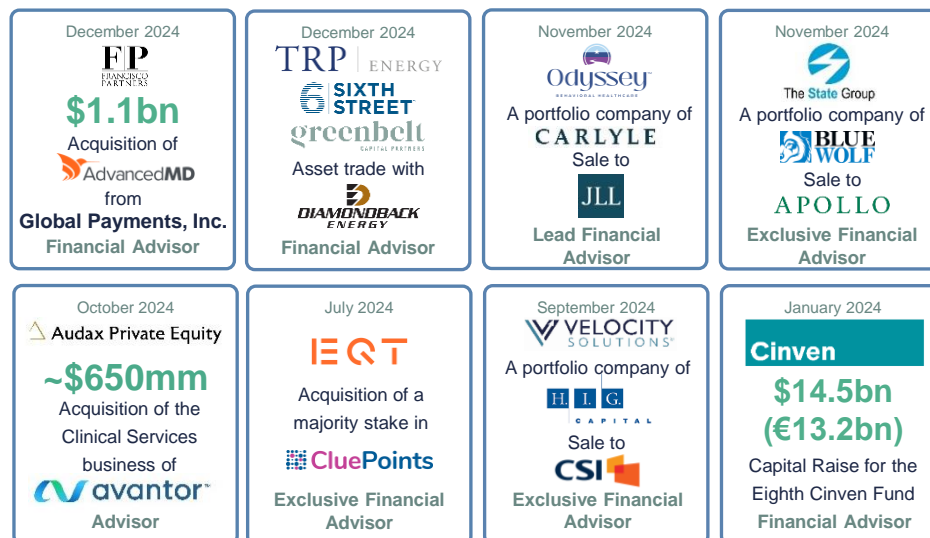 December 2024
FP
FRANCISCO
PARTNERS
$1.1bn
Acquisition of
AdvancedMD
from
Global Payments, Inc.
Financial Advisor
December 2024
TRP | ENERGY
6 SIXTH
STREET
greenbelt
CAPITAL PARTNERS
Asset trade with
DIAMONDBACK
ENERGY
Financial Advisor
November 2024
Odyssey
BEHAVIORAL HEALTHCARE
A portfolio company of
CARLYLE
Sale to
JLL
Lead Financial
Advisor
November 2024
The State Group
A portfolio company of
BLUE
WOLF
Sale to
APOLLO
Exclusive Financial
Advisor
October 2024
Audax Private Equity
~$650mm
Acquisition of the
Clinical Services
business of
avantor™
Advisor
July 2024
EQT
Acquisition of a
majority stake in
CluePoints
Exclusive Financial
Advisor
September 2024
VELOCITY
SOLUTIONS®
A portfolio company of
H. I. G.
CAPITAL
Sale to
CSI
Exclusive Financial
Advisor
January 2024
Cinven
$14.5bn
(€13.2bn)
Capital Raise for the
Eighth Cinven Fund
Financial Advisor